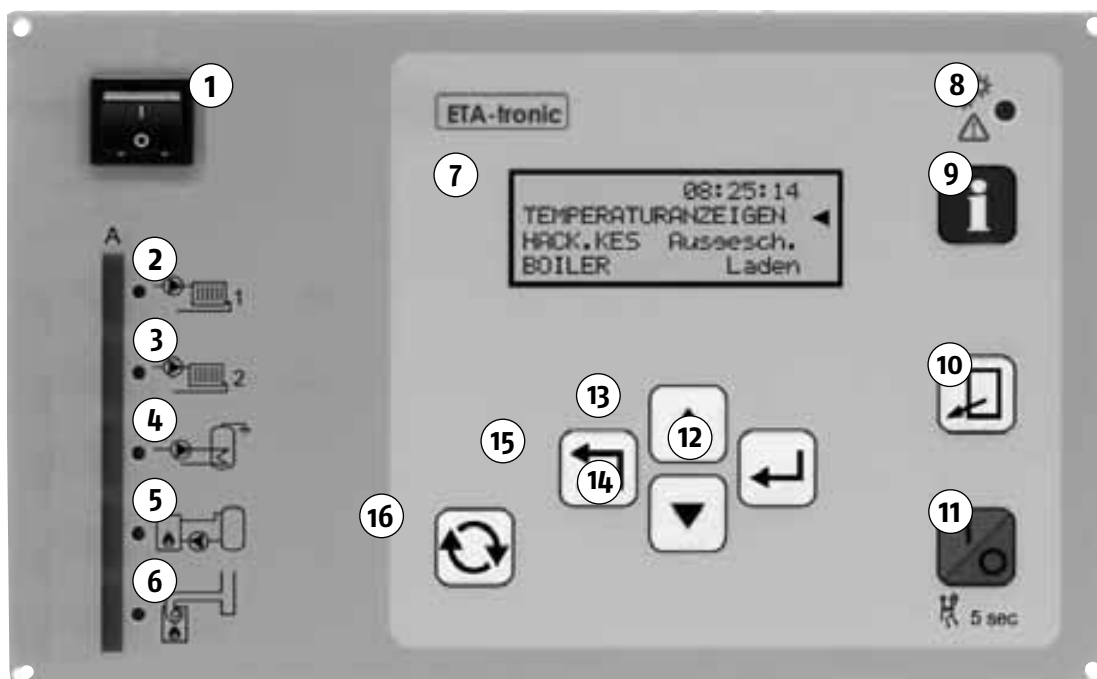 1
8
ETA-tronic
7
08:25:14
TEMPERATURANZEIGEN ◄
HACK.KES Ausgesch.
BOILER Laden
9
i
I
O
A
2
1
3
2
4
5
6
10
13
12
15
14
16
11
I
O
5 sec